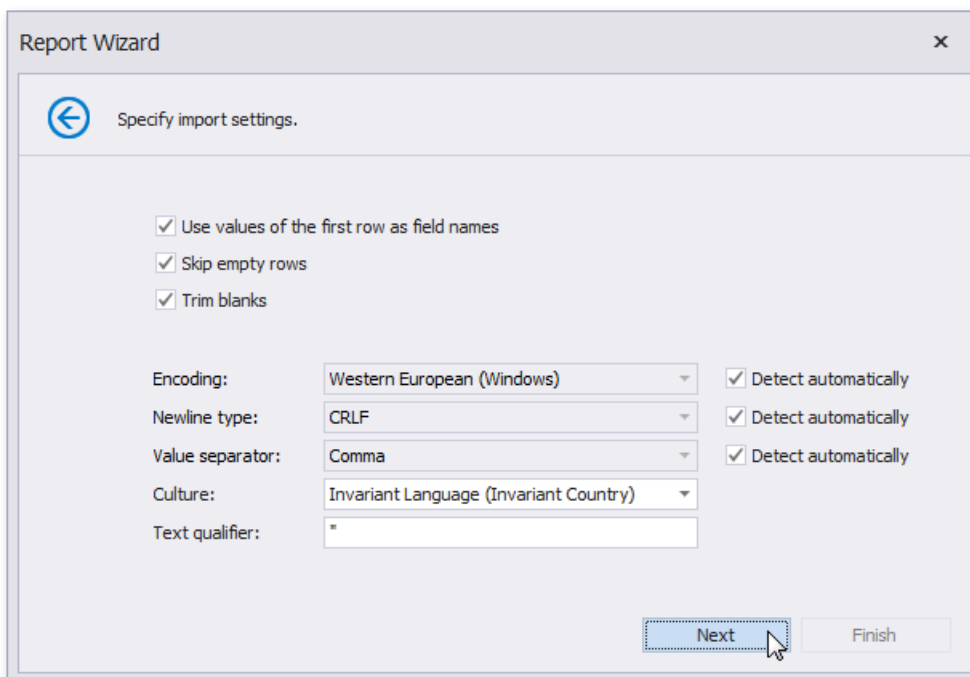 Report Wizard
Specify import settings.
Use values of the first row as field names
Skip empty rows
Trim blanks
Encoding: Western European (Windows) Detect automatically
Newline type: CRLF Detect automatically
Value separator: Comma Detect automatically
Culture: Invariant Language (Invariant Country)
Text qualifier: "
Next Finish